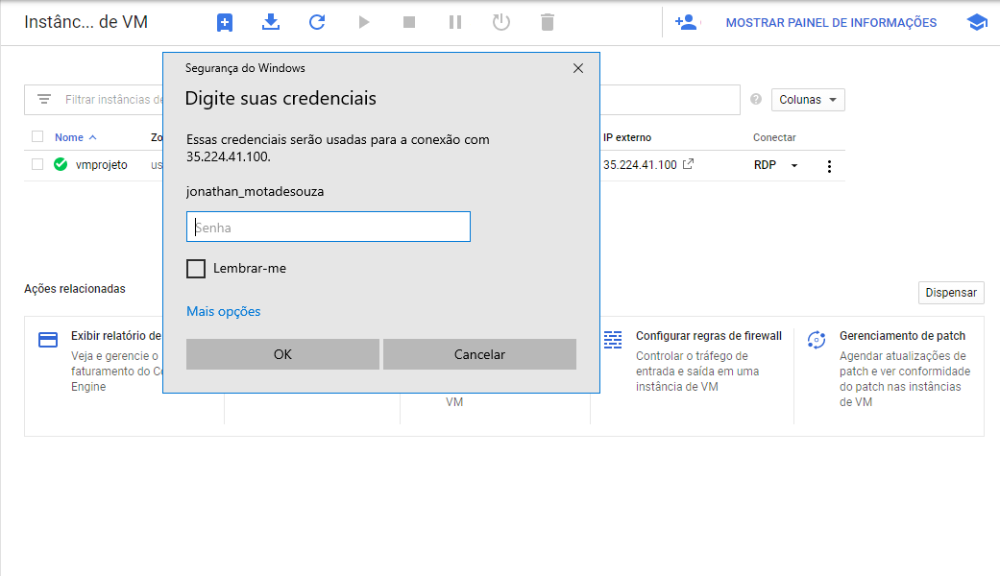 Instânc... de VM
MOSTRAR PAINEL DE INFORMAÇÕES
Segurança do Windows
Digite suas credenciais
Essas credenciais serão usadas para a conexão com
35.224.41.100.
jonathan_motadesouza
Senha
Lembrar-me
Mais opções
OK
Cancelar
Filtrar instâncias de
Colunas
Nome
Zo
IP externo
Conectar
vmprojeto
us
35.224.41.100
RDP
Ações relacionadas
Dispensar
Exibir relatório de
Veja e gerencie o
faturamento do Co
Engine
VM
Configurar regras de firewall
Controlar o tráfego de
entrada e saída em uma
instância de VM
Gerenciamento de patch
Agendar atualizações de
patch e ver conformidade
do patch nas instâncias
de VM